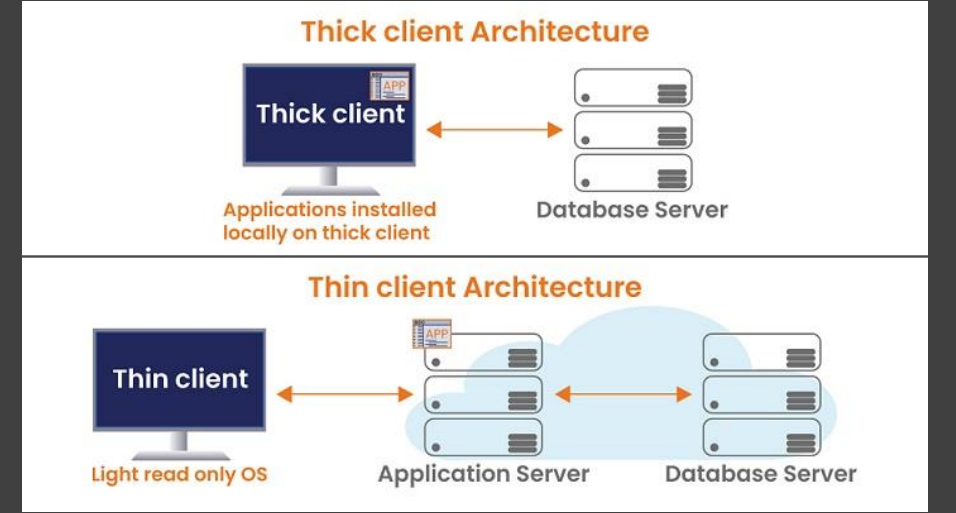 Thick client Architecture
APP
Thick client
Applications installed
locally on thick client
Database Server
Thin client Architecture
APP
Thin client
Light read only OS
Application Server
Database Server